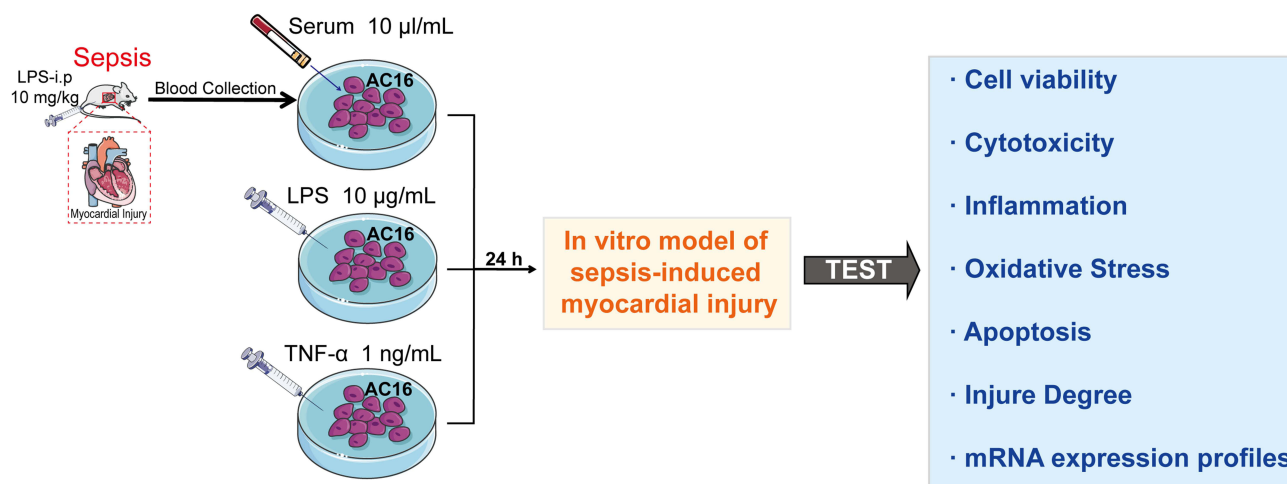 Sepsis
LPS-i.p
10 mg/kg
Myocardial Injury
Blood Collection
Serum 10 μl/mL
AC16
LPS 10 μg/mL
AC16
TNF-α 1 ng/mL
AC16
24 h
In vitro model of
sepsis-induced
myocardial injury
TEST
· Cell viability
· Cytotoxicity
· Inflammation
· Oxidative Stress
· Apoptosis
· Injure Degree
· mRNA expression profiles